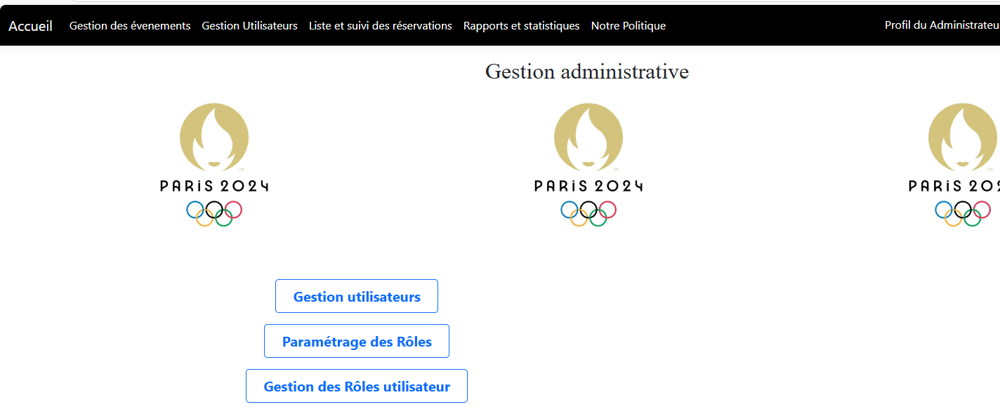 Accueil Gestion des évenements Gestion Utilisateurs Liste et suivi des réservations Rapports et statistiques Notre Politique Profil du Administrateu
Gestion administrative
PARIS 2024 PARIS 2024 PARIS 202
Gestion utilisateurs
Paramétrage des Rôles
Gestion des Rôles utilisateur